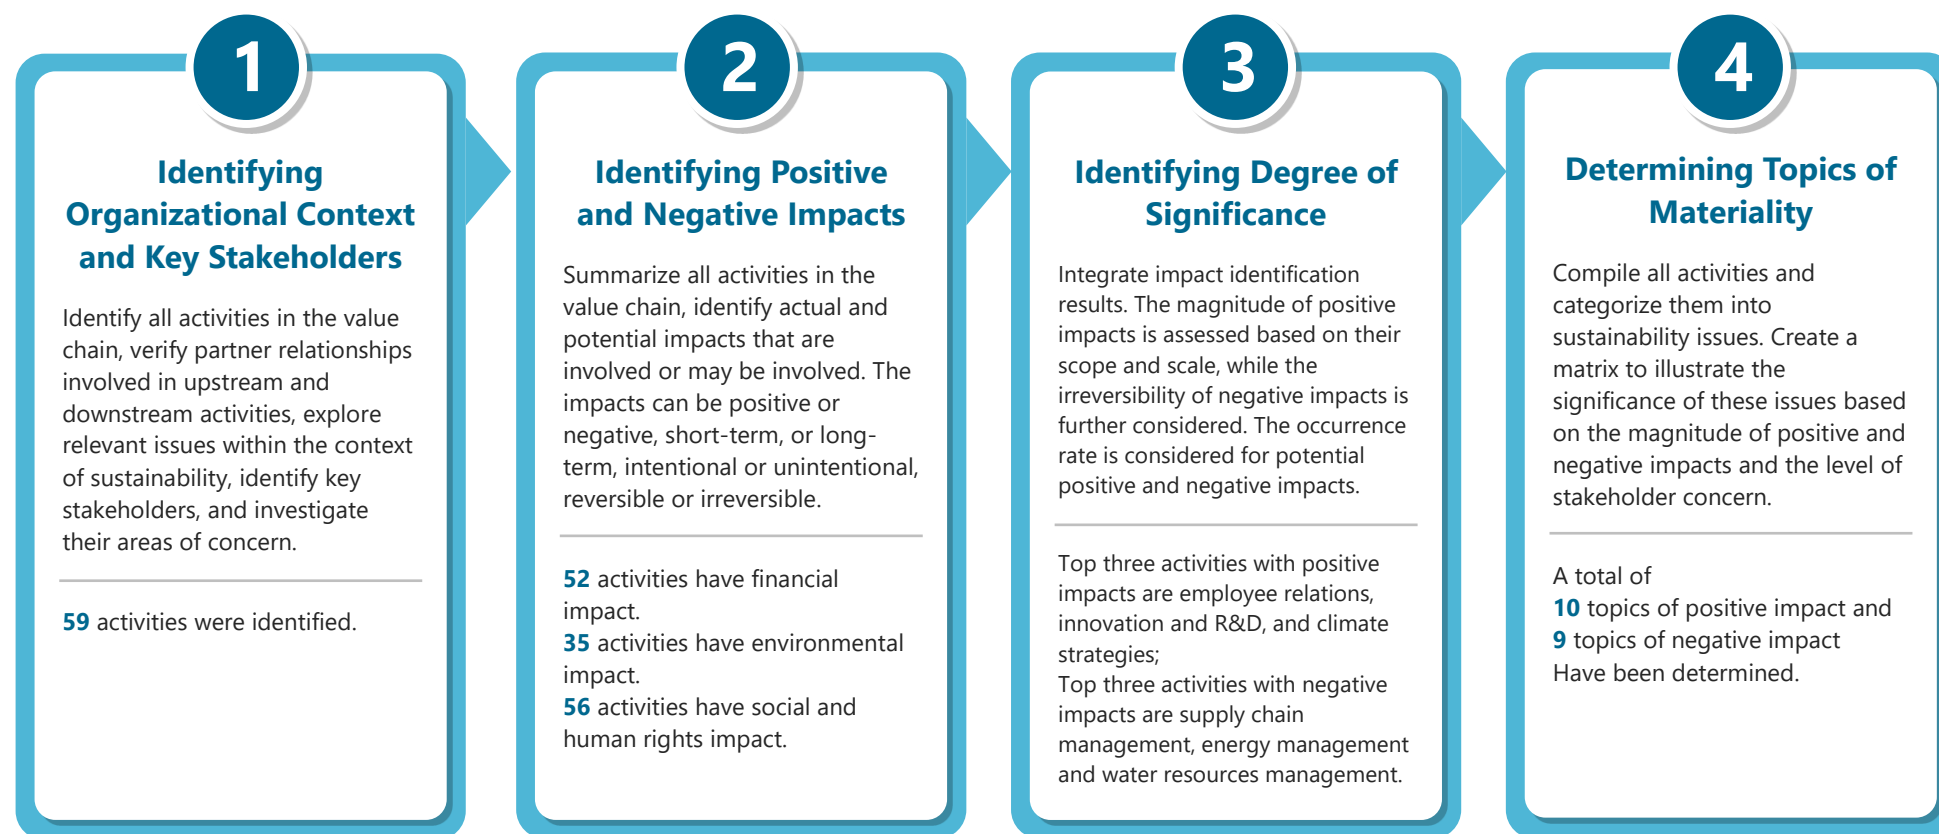 1
Identifying
Organizational Context
and Key Stakeholders
Identify all activities in the value
chain, verify partner relationships
involved in upstream and
downstream activities, explore
relevant issues within the context
of sustainability, identify key
stakeholders, and investigate
their areas of concern.
59 activities were identified.
2
Identifying Positive
and Negative Impacts
Summarize all activities in the
value chain, identify actual and
potential impacts that are
involved or may be involved. The
impacts can be positive or
negative, short-term, or long-
term, intentional or unintentional,
reversible or irreversible.
52 activities have financial
impact.
35 activities have environmental
impact.
56 activities have social and
human rights impact.
3
Identifying Degree of
Significance
Integrate impact identification
results. The magnitude of positive
impacts is assessed based on their
scope and scale, while the
irreversibility of negative impacts is
further considered. The occurrence
rate is considered for potential
positive and negative impacts.
Top three activities with positive
impacts are employee relations,
innovation and R&D, and climate
strategies;
Top three activities with negative
impacts are supply chain
management, energy management
and water resources management.
4
Determining Topics of
Materiality
Compile all activities and
categorize them into
sustainability issues. Create a
matrix to illustrate the
significance of these issues based
on the magnitude of positive and
negative impacts and the level of
stakeholder concern.
A total of
10 topics of positive impact and
9 topics of negative impact
Have been determined.